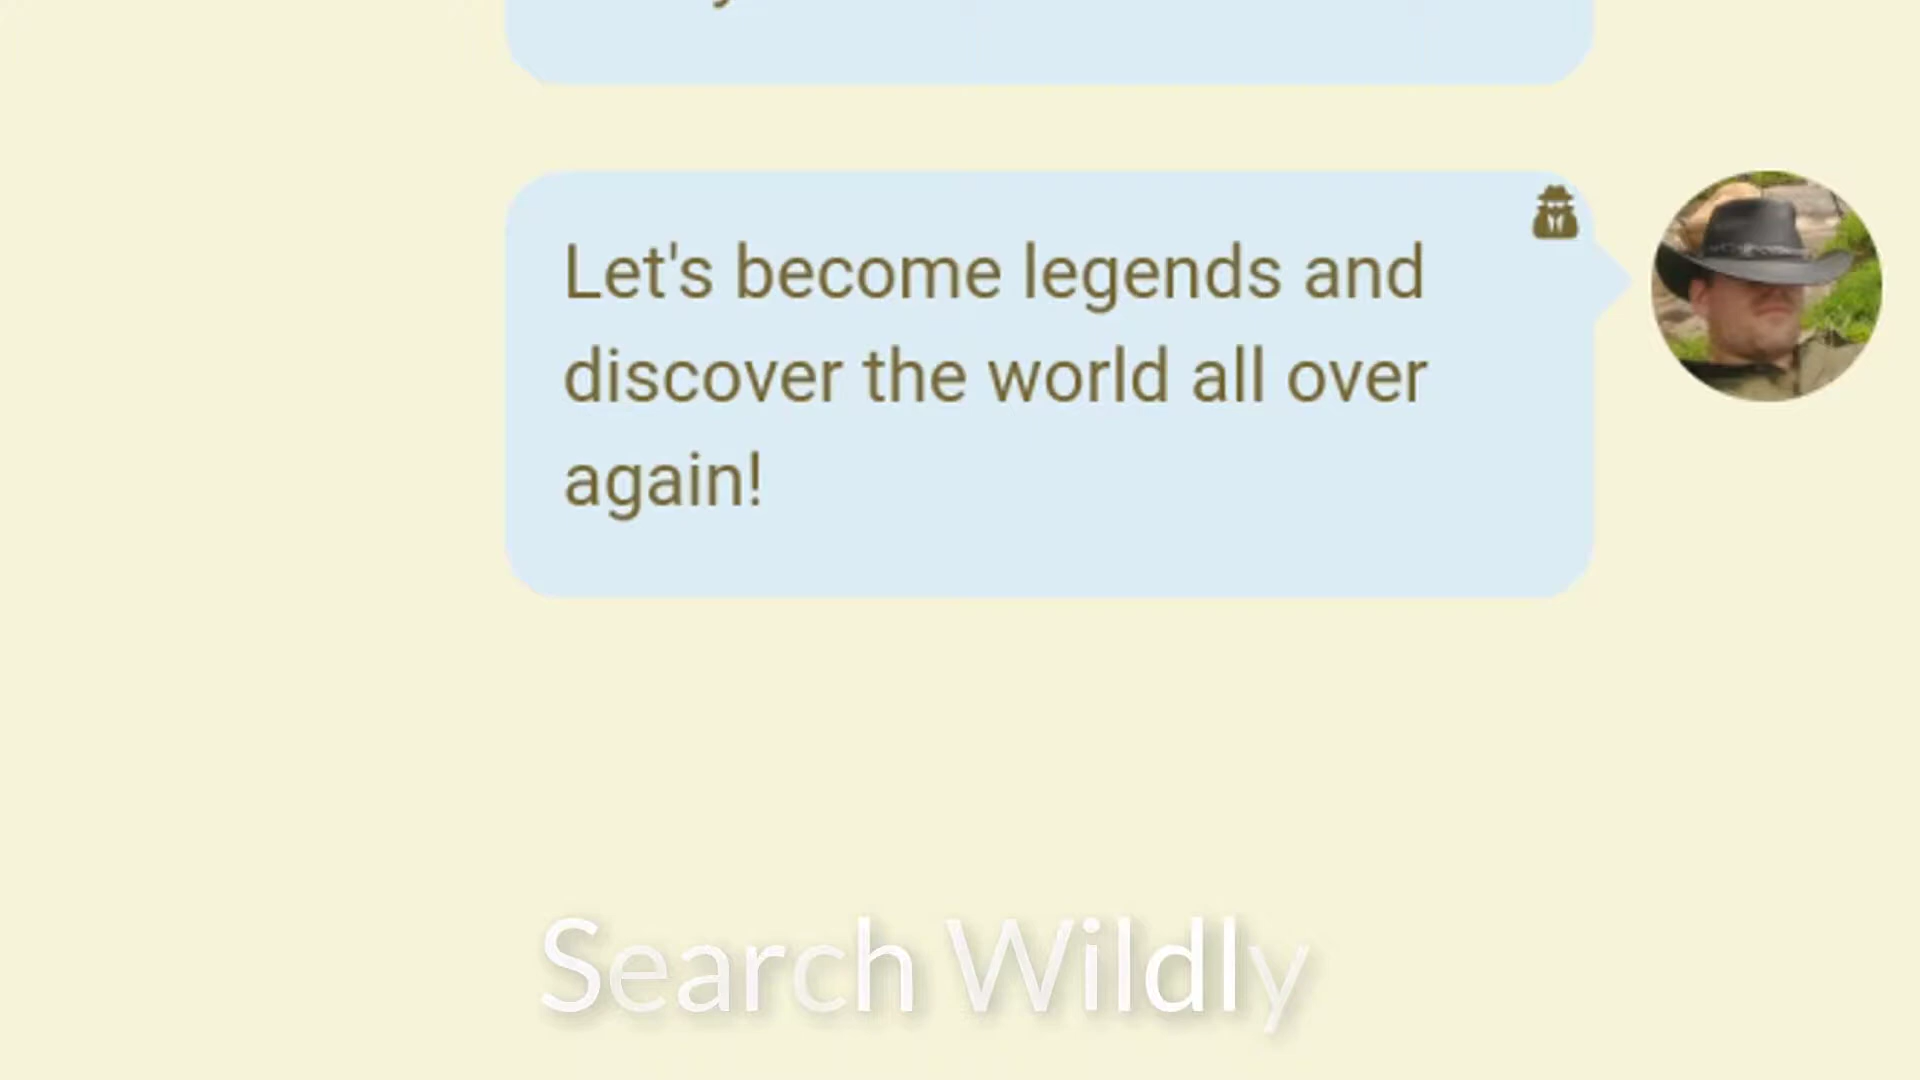 Let's become legends and
discover the world all over
again!
Search Wildly